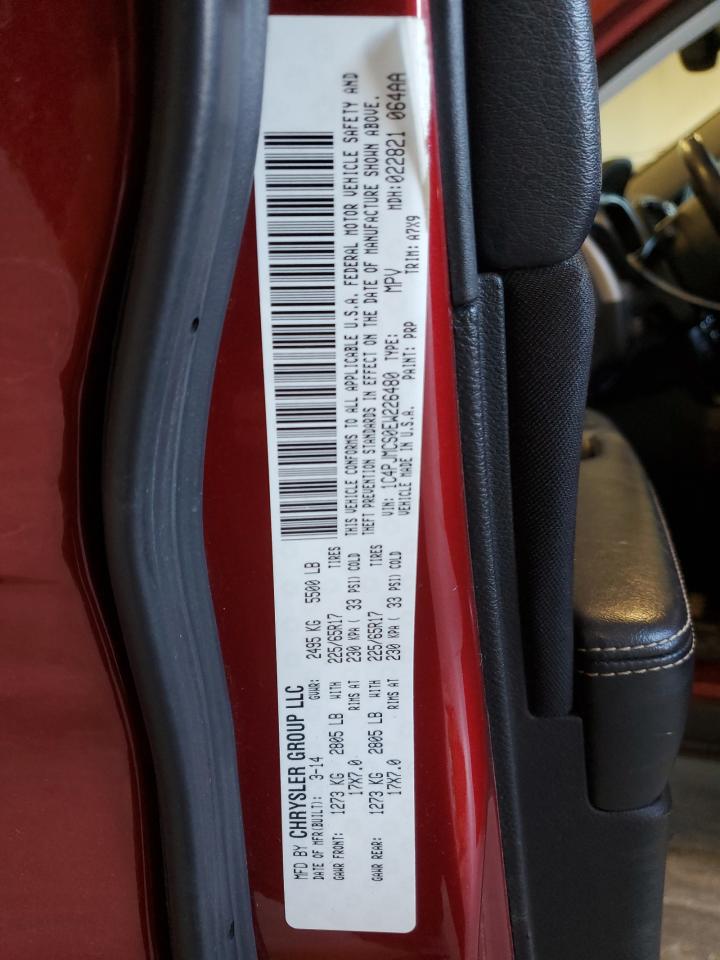 MFD BY CHRYSLER GROUP LLC
DATE OF MFR(BUILT): 3-14 GVWR: 2495 KG 5500 LB
GAWR FRONT: 1273 KG 2805 LB WITH 225/65R17 TIRES
17X7.0 RIMS AT 230 KPA ( 33 PSI) COLD
GAWR REAR: 1273 KG 2805 LB WITH 225/65R17 TIRES
17X7.0 RIMS AT 230 KPA ( 33 PSI) COLD
THIS VEHICLE CONFORMS TO ALL APPLICABLE U.S.A. FEDERAL MOTOR VEHICLE SAFETY AND
THEFT PREVENTION STANDARDS IN EFFECT ON THE DATE OF MANUFACTURE SHOWN ABOVE.
VIN: 1C4PJMCS0EW226480 TYPE: MPV MDH:022821 064AA
VEHICLE MADE IN U.S.A. PAINT: PRP TRIM: A7X9